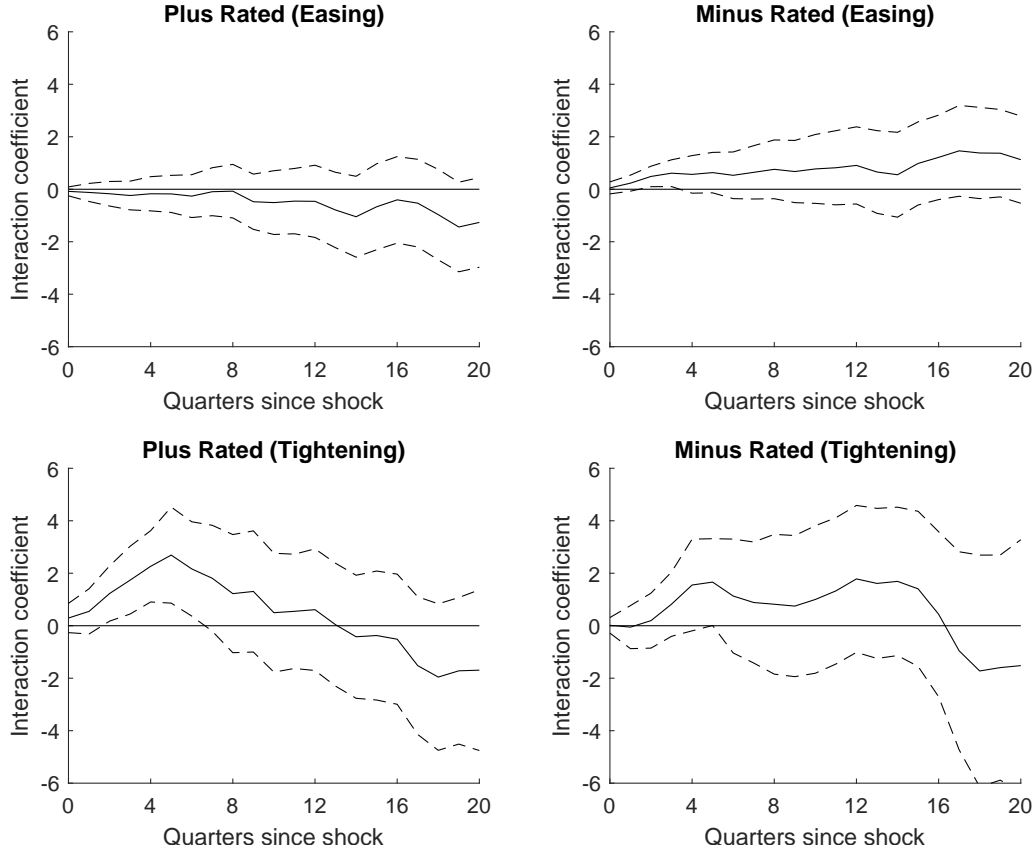 Plus Rated (Easing)
6
4
2
0
-2
-4
-6
Interaction coefficient
0 4 8 12 16 20
Quarters since shock
Minus Rated (Easing)
6
4
2
0
-2
-4
-6
Interaction coefficient
0 4 8 12 16 20
Quarters since shock
Plus Rated (Tightening)
6
4
2
0
-2
-4
-6
Interaction coefficient
0 4 8 12 16 20
Quarters since shock
Minus Rated (Tightening)
6
4
2
0
-2
-4
-6
Interaction coefficient
0 4 8 12 16 20
Quarters since shock